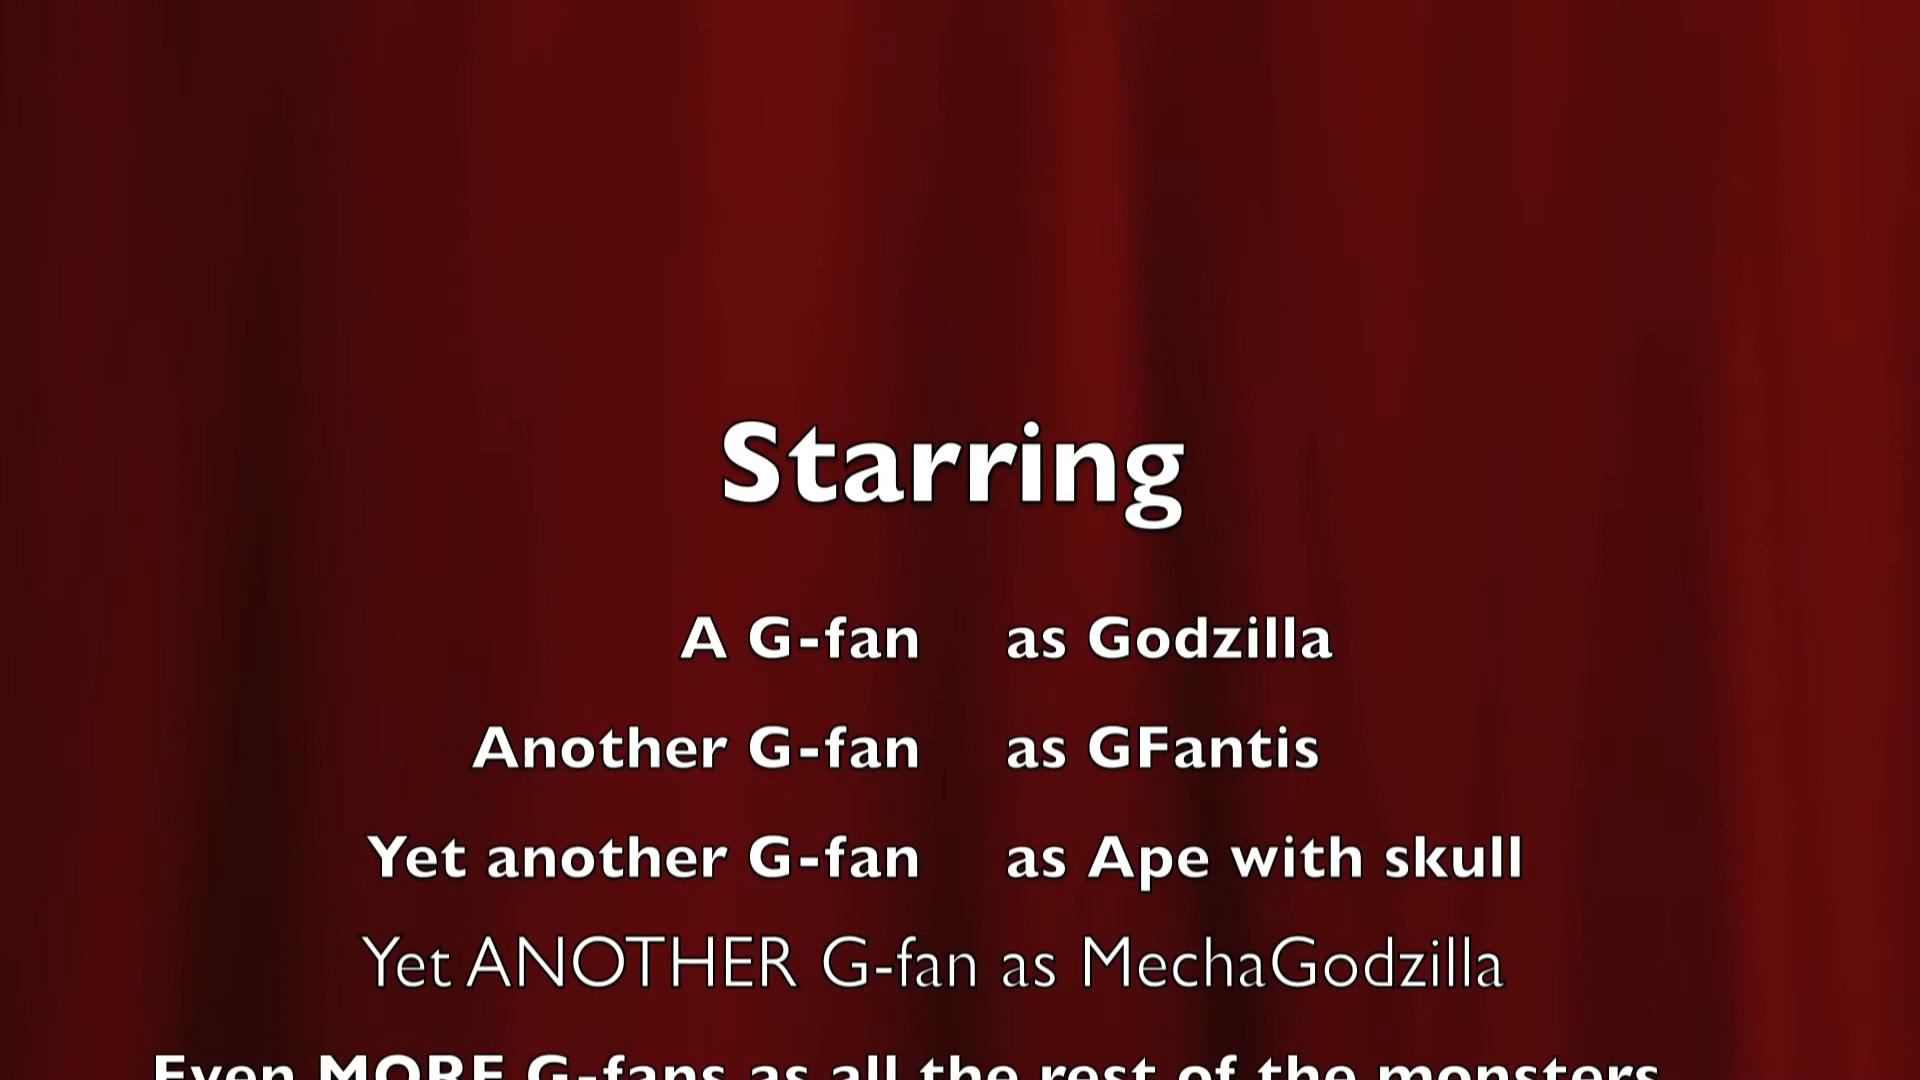 Starring
A G-fan as Godzilla
Another G-fan as GFantis
Yet another G-fan as Ape with skull
Yet ANOTHER G-fan as MechaGodzilla
Even MORE G-fans as all the rest of the monsters